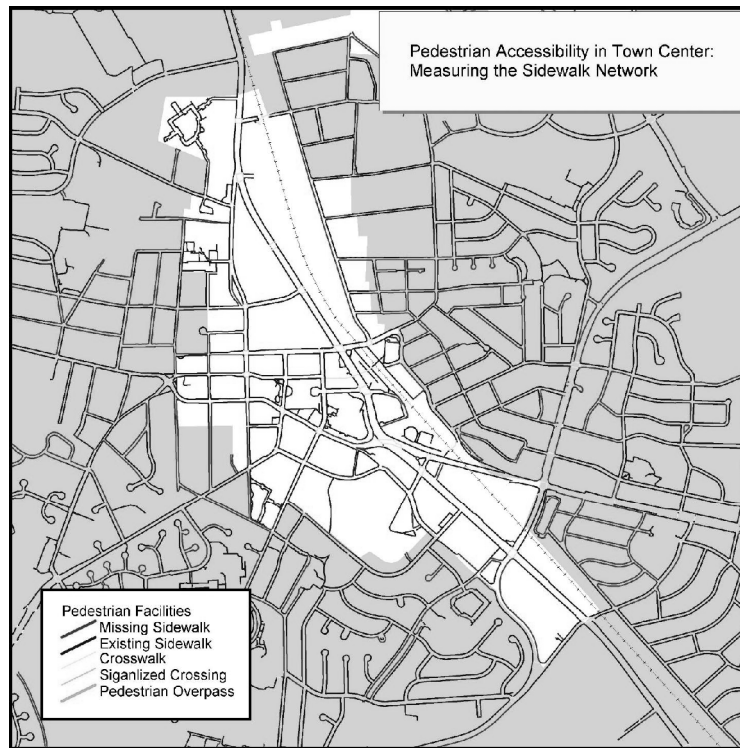 Pedestrian Accessibility in Town Center:
Measuring the Sidewalk Network
Pedestrian Facilities
Missing Sidewalk
Existing Sidewalk
Crosswalk
Siganlized Crossing
Pedestrian Overpass